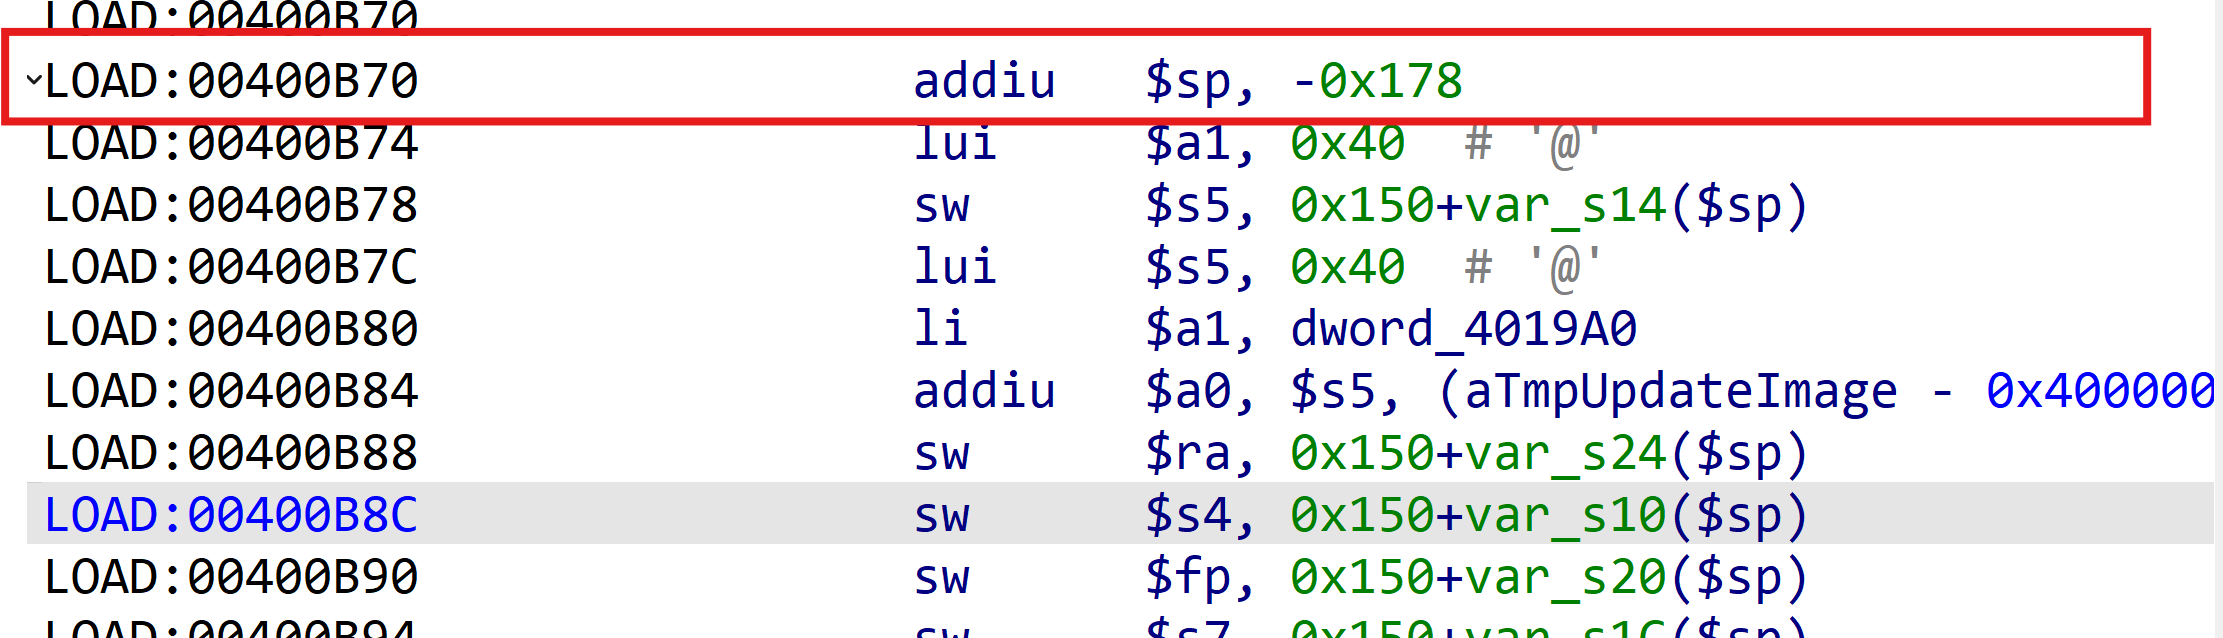 LOAD:00400B70
LOAD:00400B70 addiu $sp, -0x178
LOAD:00400B74 lui $a1, 0x40 # '@'
LOAD:00400B78 sw $s5, 0x150+var_s14($sp)
LOAD:00400B7C lui $s5, 0x40 # '@'
LOAD:00400B80 li $a1, dword_4019A0
LOAD:00400B84 addiu $a0, $s5, (aTmpUpdateImage - 0x400000
LOAD:00400B88 sw $ra, 0x150+var_s24($sp)
LOAD:00400B8C sw $s4, 0x150+var_s10($sp)
LOAD:00400B90 sw $fp, 0x150+var_s20($sp)
LOAD:00400B94 sw $s7, 0x150+var_s1C($sp)